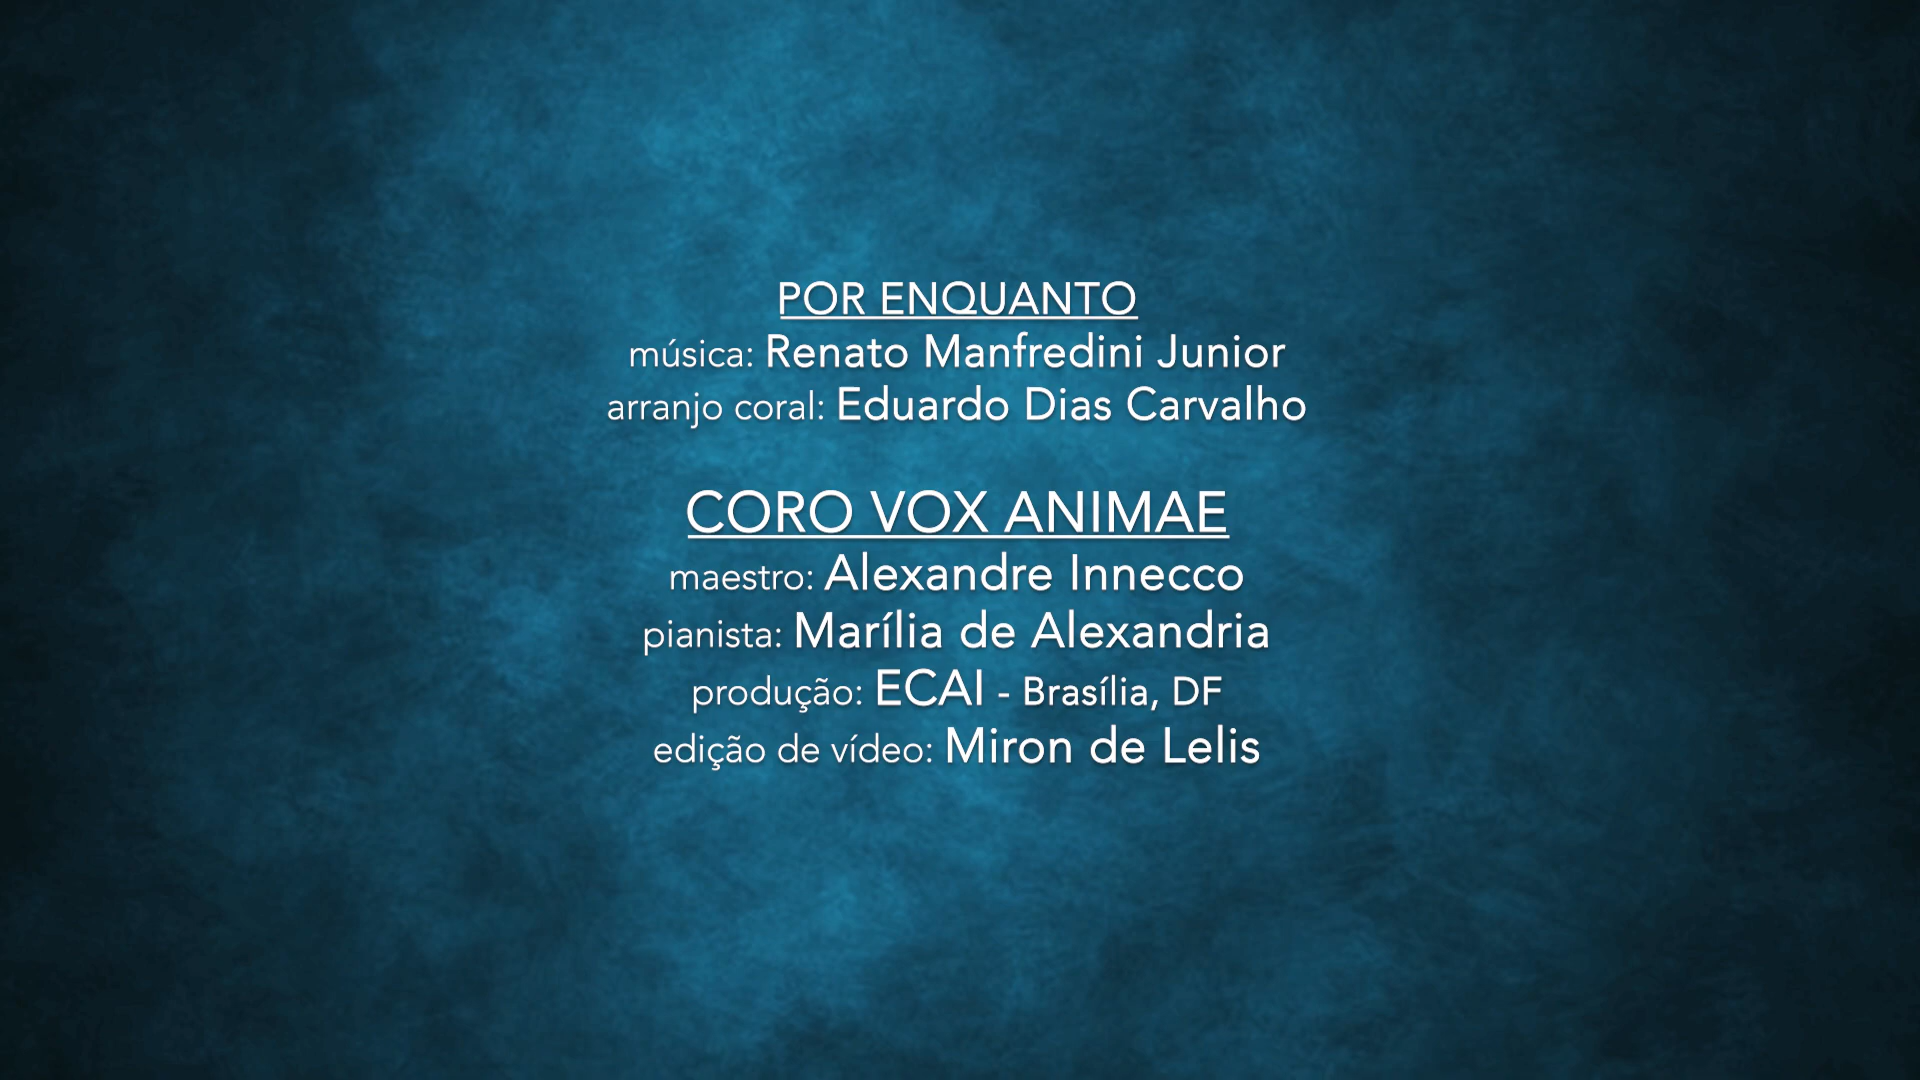 POR ENQUANTO
música: Renato Manfredini Junior
arranjo coral: Eduardo Dias Carvalho
CORO VOX ANIMAE
maestro: Alexandre Innecco
pianista: Marília de Alexandria
produção: ECAI - Brasília, DF
edição de vídeo: Miron de Lelis